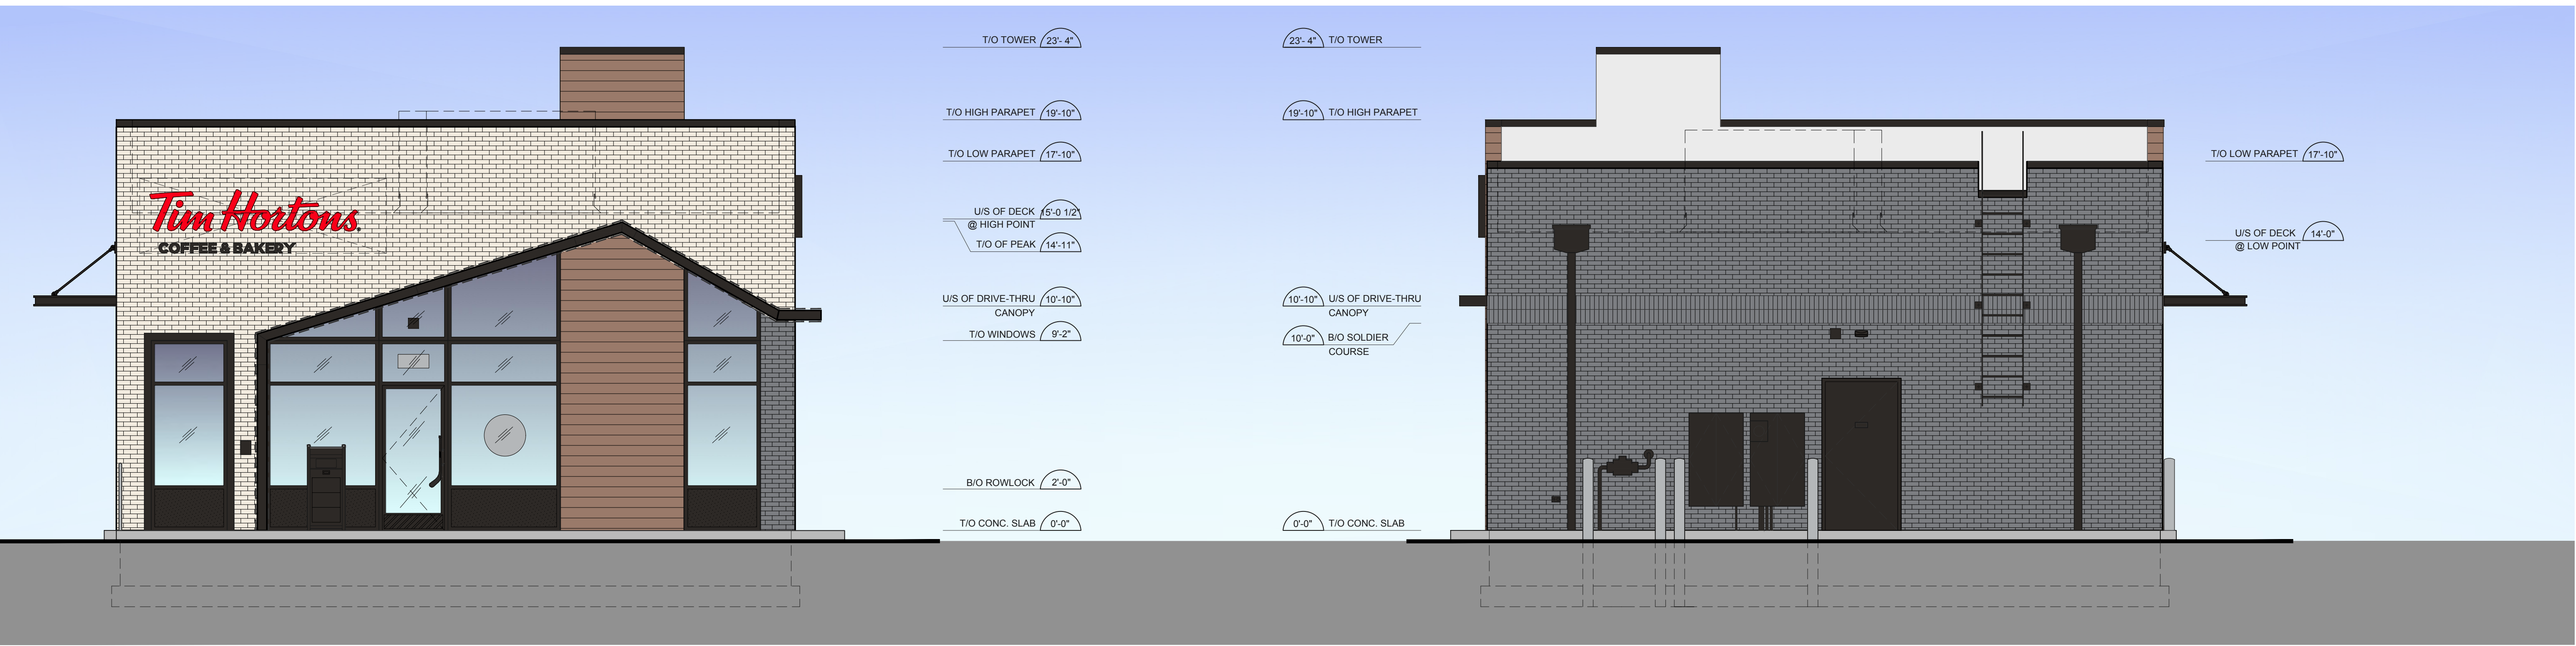 Tim Hortons
COFFEE & BAKERY
T/O TOWER 23'- 4"
T/O HIGH PARAPET 19'-10"
T/O LOW PARAPET 17'-10"
U/S OF DECK 15'-0 1/2"
@ HIGH POINT
T/O OF PEAK 14'-11"
U/S OF DRIVE-THRU 10'-10"
CANOPY
T/O WINDOWS 9'-2"
B/O ROWLOCK 2'-0"
T/O CONC. SLAB 0'-0"
23'- 4" T/O TOWER
19'-10" T/O HIGH PARAPET
10'-10" U/S OF DRIVE-THRU
CANOPY
10'-0" B/O SOLDIER
COURSE
0'-0" T/O CONC. SLAB
T/O LOW PARAPET 17'-10"
U/S OF DECK 14'-0"
@ LOW POINT